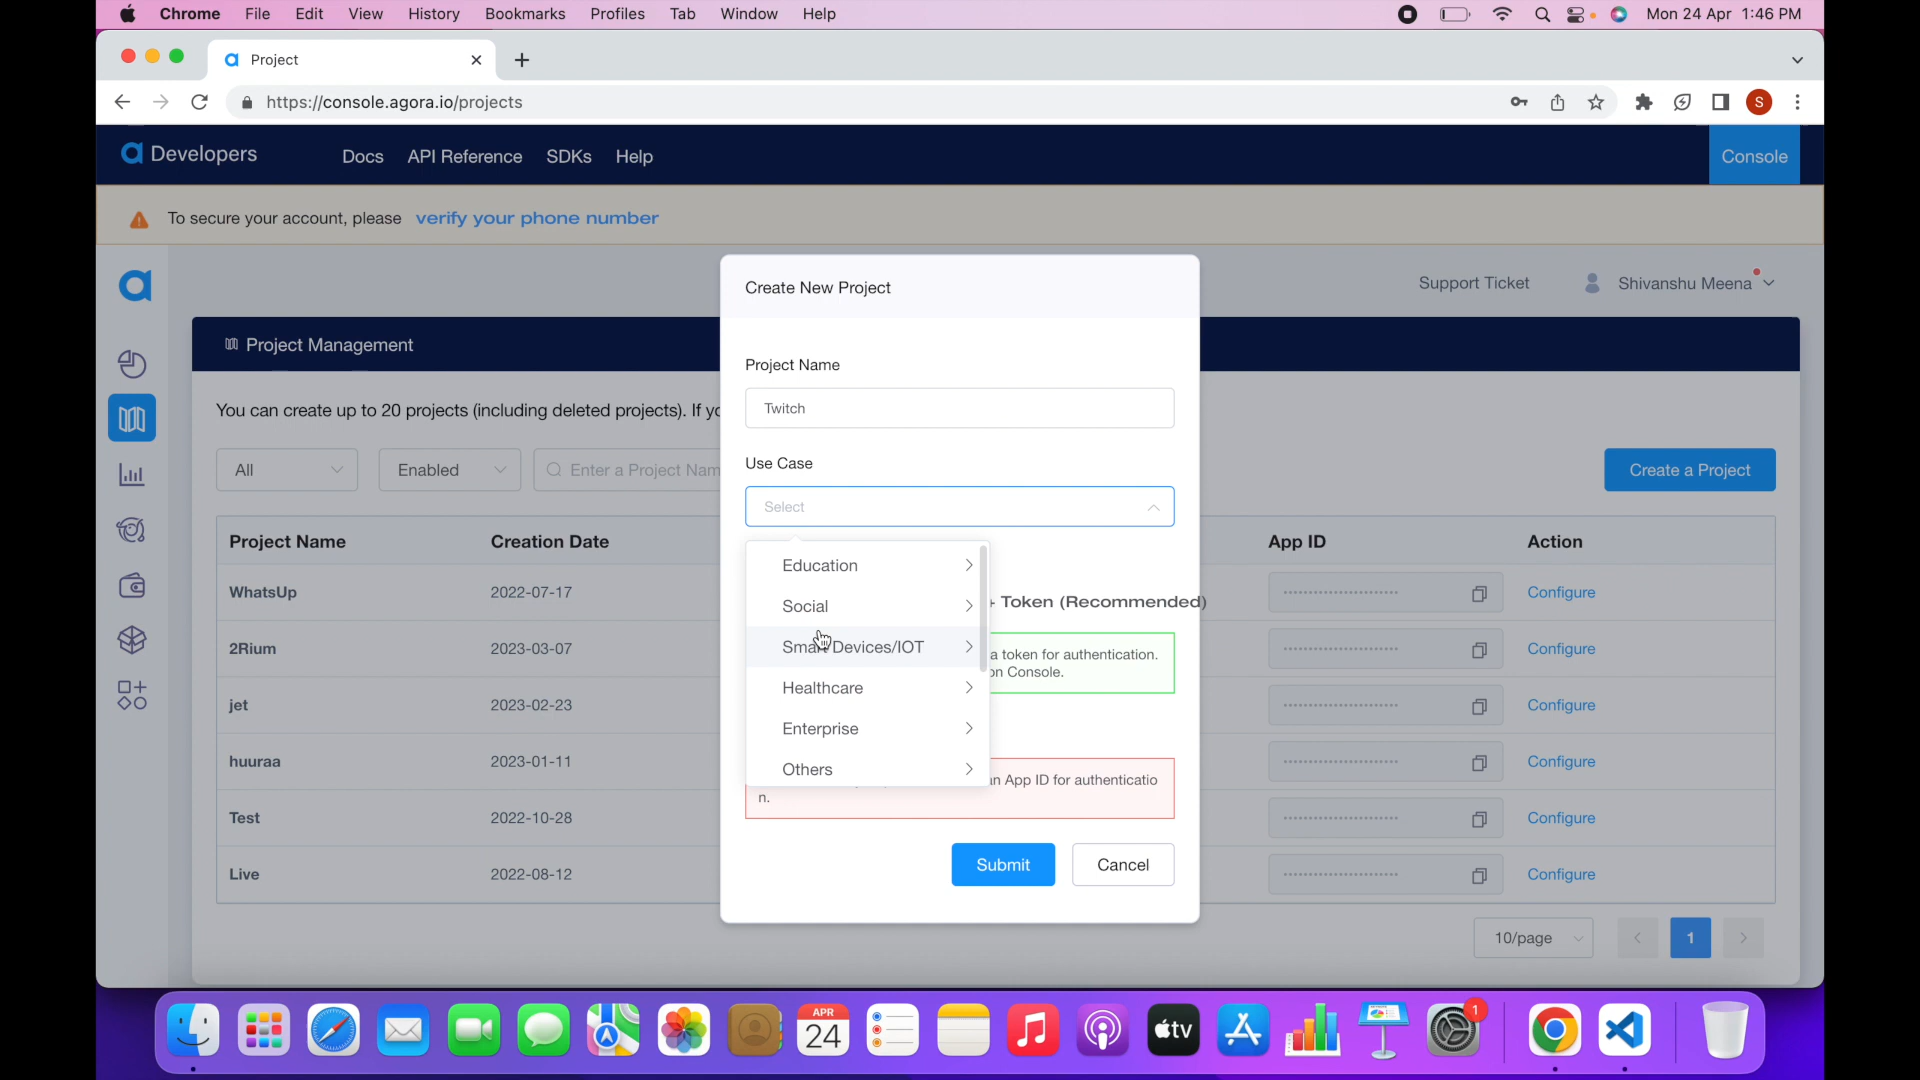 Chrome File Edit View History Bookmarks Profiles Tab Window Help Mon 24 Apr 1:46 PM
Project
https://console.agora.io/projects S
Developers Docs API Reference SDKs Help Console
To secure your account, please verify your phone number
Create New Project
Support Ticket Shivanshu Meena
Project Management
Project Name
You can create up to 20 projects (including deleted projects). If yo
Twitch
Use Case
All Enabled Enter a Project Nam
Create a Project
Select
Project Name Creation Date App ID Action
Education
Social
Smart Devices/IOT
Healthcare
Enterprise
Others
+ Token (Recommended)
a token for authentication.
on Console.
an App ID for authenticatio
n.
WhatsUp 2022-07-17 Configure
2Rium 2023-03-07 Configure
jet 2023-02-23 Configure
huuraa 2023-01-11 Configure
Test 2022-10-28 Configure
Live 2022-08-12 Configure
Submit Cancel
10/page 1
APR
24
tv
1